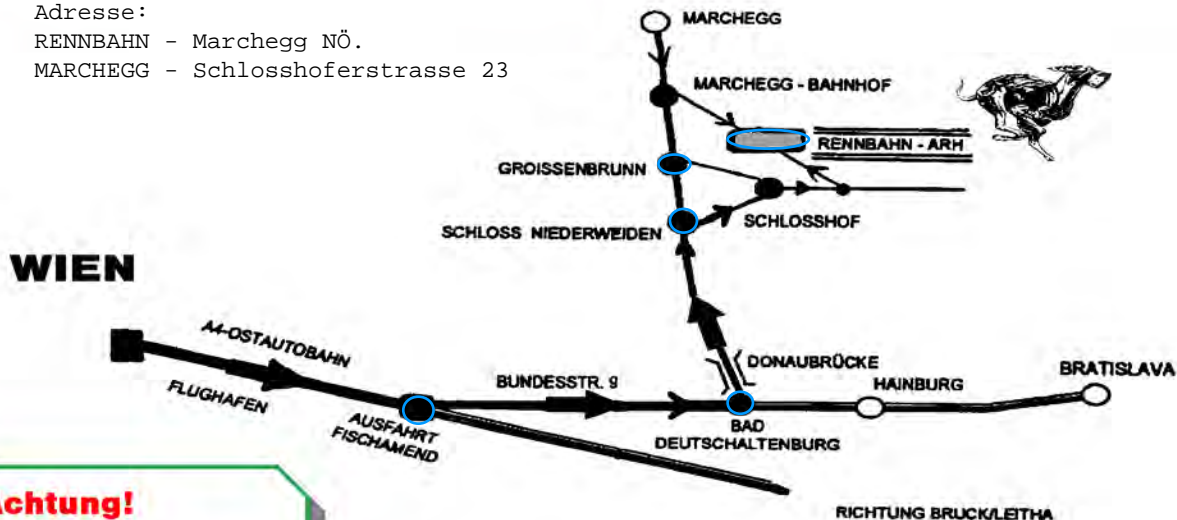 Adresse:
RENNBAHN - Marchegg NÖ.
MARCHEGG - Schlosshoferstrasse 23
MARCHEGG
MARCHEGG - BAHNHOF
RENNBAHN - ARH
GROISSENBRUNN
SCHLOSSHOF
SCHLOSS NIEDERWEIDEN
WIEN
A4-OSTAUTOBAHN
FLUGHAFEN
DONAUBRÜCKE
BRATISLAVA
BUNDESSTR. 9
HAINBURG
AUSFAHRT
FISCHAMEND
BAD
DEUTSCHALTENBURG
Achtung!
RICHTUNG BRUCK/LEITHA